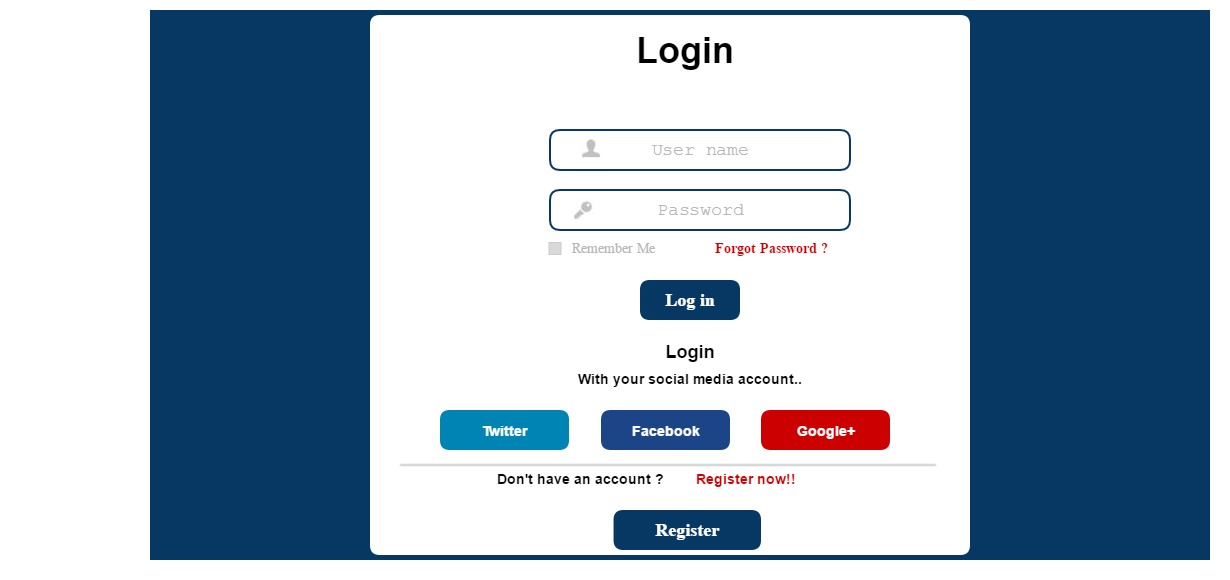 Login
User name
Password
Remember Me Forgot Password ?
Log in
Login
With your social media account..
Twitter Facebook Google+
Don't have an account ? Register now!!
Register